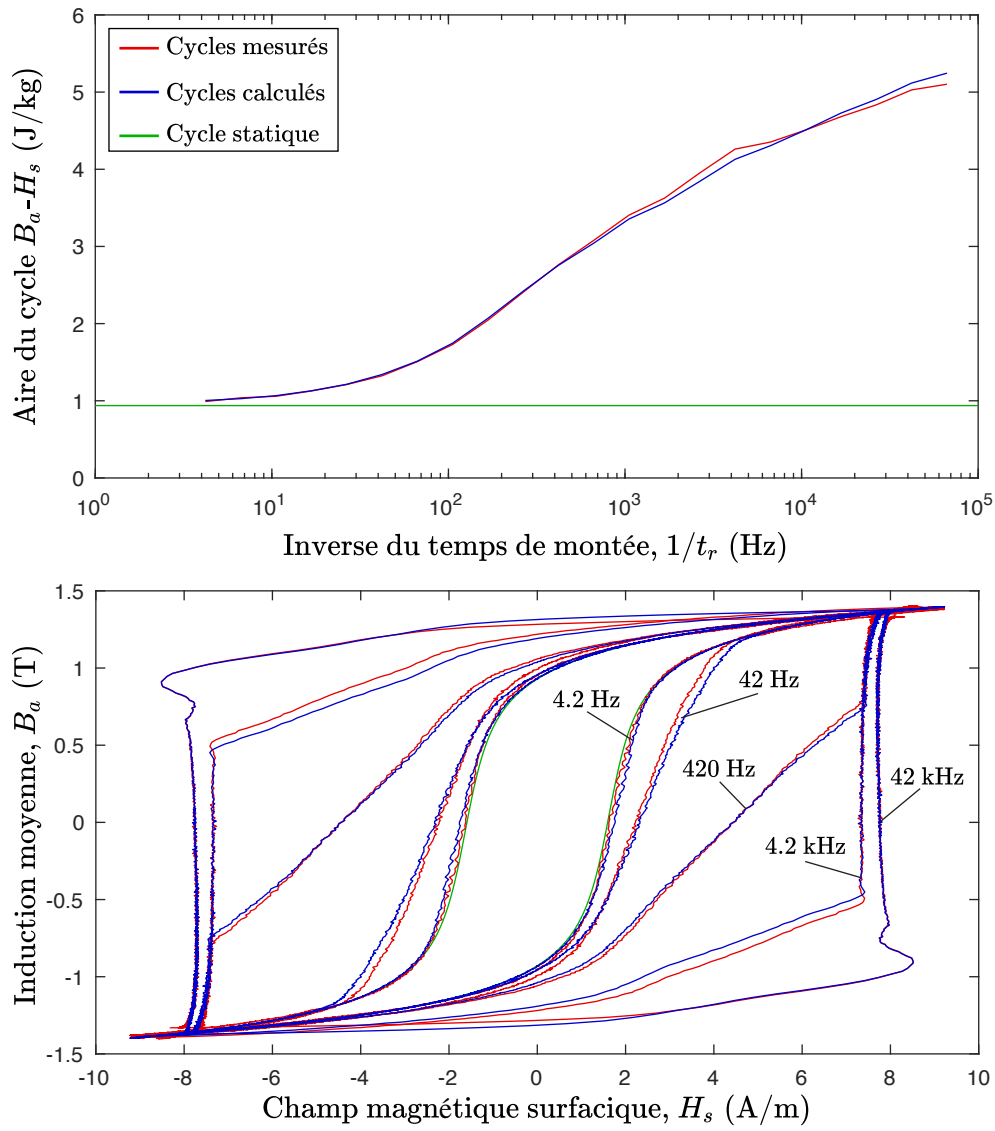 6
5
4
3
2
1
0
Aire du cycle Ba-Hs (J/kg)
Cycles mesurés
Cycles calculés
Cycle statique
10^0 10^1 10^2 10^3 10^4 10^5
Inverse du temps de montée, 1/tr (Hz)
1.5
1
0.5
0
-0.5
-1
-1.5
Induction moyenne, Ba (T)
4.2 Hz
42 Hz
420 Hz
42 kHz
4.2 kHz
-10 -8 -6 -4 -2 0 2 4 6 8 10
Champ magnétique surfacique, Hs (A/m)